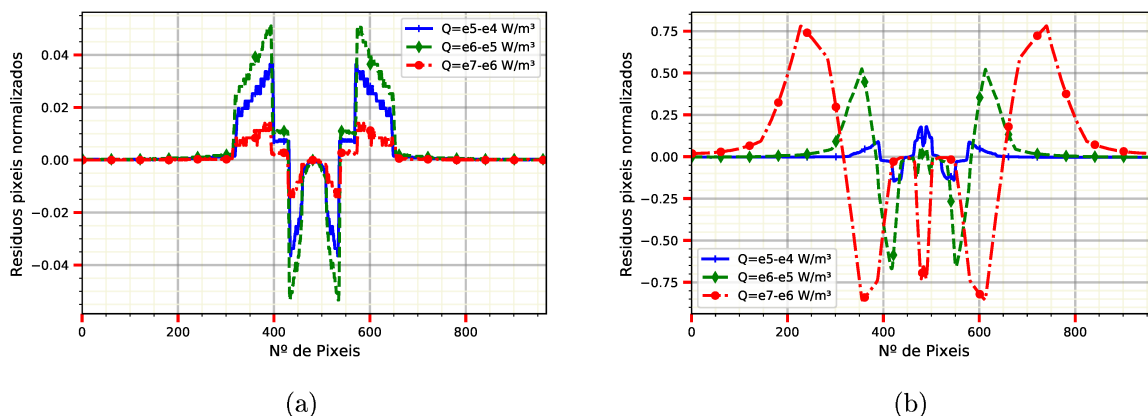 Q=e5-e4 W/m³
Q=e6-e5 W/m³
Q=e7-e6 W/m³
0.04
0.02
0.00
−0.02
−0.04
Residuos pixeis normalizados
0
200
400
600
800
Nº de Pixeis
(a)
0.75
0.50
0.25
0.00
−0.25
−0.50
−0.75
Residuos pixeis normalizados
Q=e5-e4 W/m³
Q=e6-e5 W/m³
Q=e7-e6 W/m³
0
200
400
600
800
Nº de Pixeis
(b)